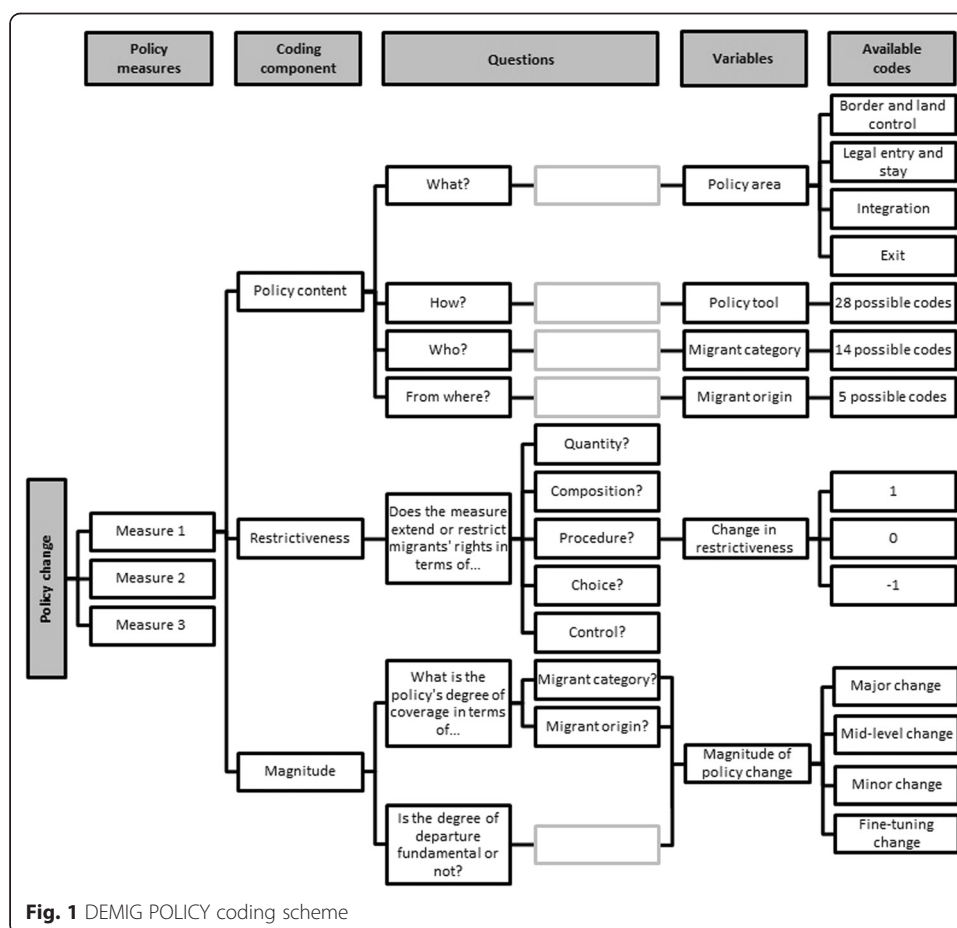 Policy
measures
Coding
component
Questions
Variables
Available
codes
Policy change
Measure 1
Measure 2
Measure 3
Policy content
What?
Policy area
Border and land
control
Legal entry and
stay
Integration
Exit
How?
Policy tool
28 possible codes
Who?
Migrant category
14 possible codes
From where?
Migrant origin
5 possible codes
Restrictiveness
Does the measure
extend or restrict
migrants' rights in
terms of...
Quantity?
Composition?
Procedure?
Choice?
Control?
Change in
restrictiveness
1
0
-1
Magnitude
What is the
policy's degree of
coverage in terms
of...
Migrant category?
Migrant origin?
Is the degree of
departure
fundamental or
not?
Magnitude of
policy change
Major change
Mid-level change
Minor change
Fine-tuning
change
Fig. 1 DEMIG POLICY coding scheme